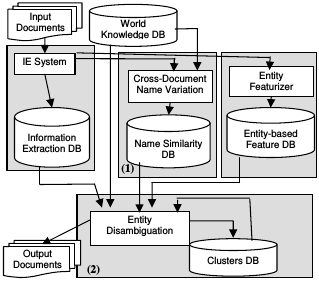 Input
Documents
World
Knowledge DB
IE System
Cross-Document
Name Variation
Entity
Featurizer
Information
Extraction DB
(1)
Name Similarity
DB
Entity-based
Feature DB
Entity
Disambiguation
Clusters DB
Output
Documents
(2)